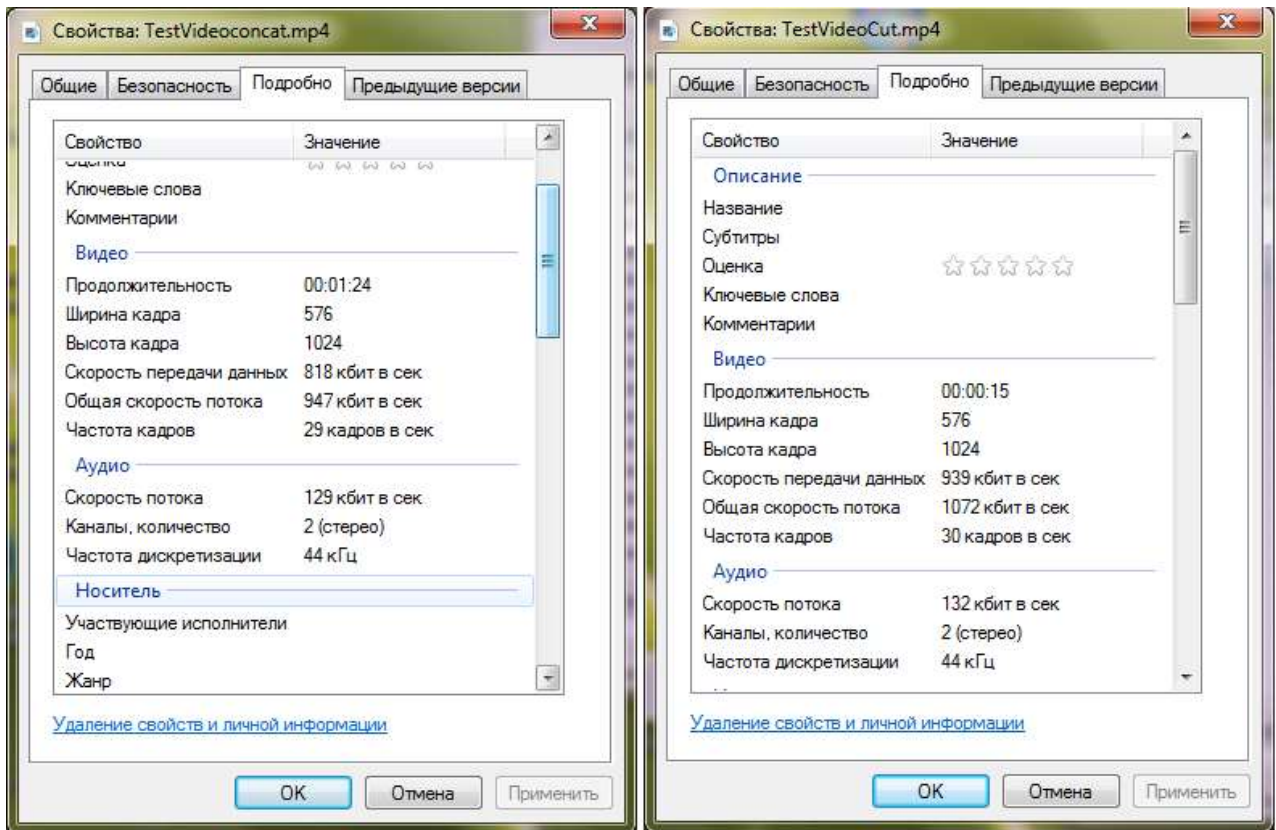 Свойства: TestVideoconcat.mp4
Общие Безопасность Подробно Предыдущие версии
Свойство Значение
Оценка
Ключевые слова
Комментарии
Видео
Продолжительность 00:01:24
Ширина кадра 576
Высота кадра 1024
Скорость передачи данных 818 кбит в сек
Общая скорость потока 947 кбит в сек
Частота кадров 29 кадров в сек
Аудио
Скорость потока 129 кбит в сек
Каналы, количество 2 (стерео)
Частота дискретизации 44 кГц
Носитель
Участвующие исполнители
Год
Жанр
Удаление свойств и личной информации
ОК Отмена Применить
Свойства: TestVideoCut.mp4
Общие Безопасность Подробно Предыдущие версии
Свойство Значение
Описание
Название
Субтитры
Оценка
Ключевые слова
Комментарии
Видео
Продолжительность 00:00:15
Ширина кадра 576
Высота кадра 1024
Скорость передачи данных 939 кбит в сек
Общая скорость потока 1072 кбит в сек
Частота кадров 30 кадров в сек
Аудио
Скорость потока 132 кбит в сек
Каналы, количество 2 (стерео)
Частота дискретизации 44 кГц
Удаление свойств и личной информации
ОК Отмена Применить